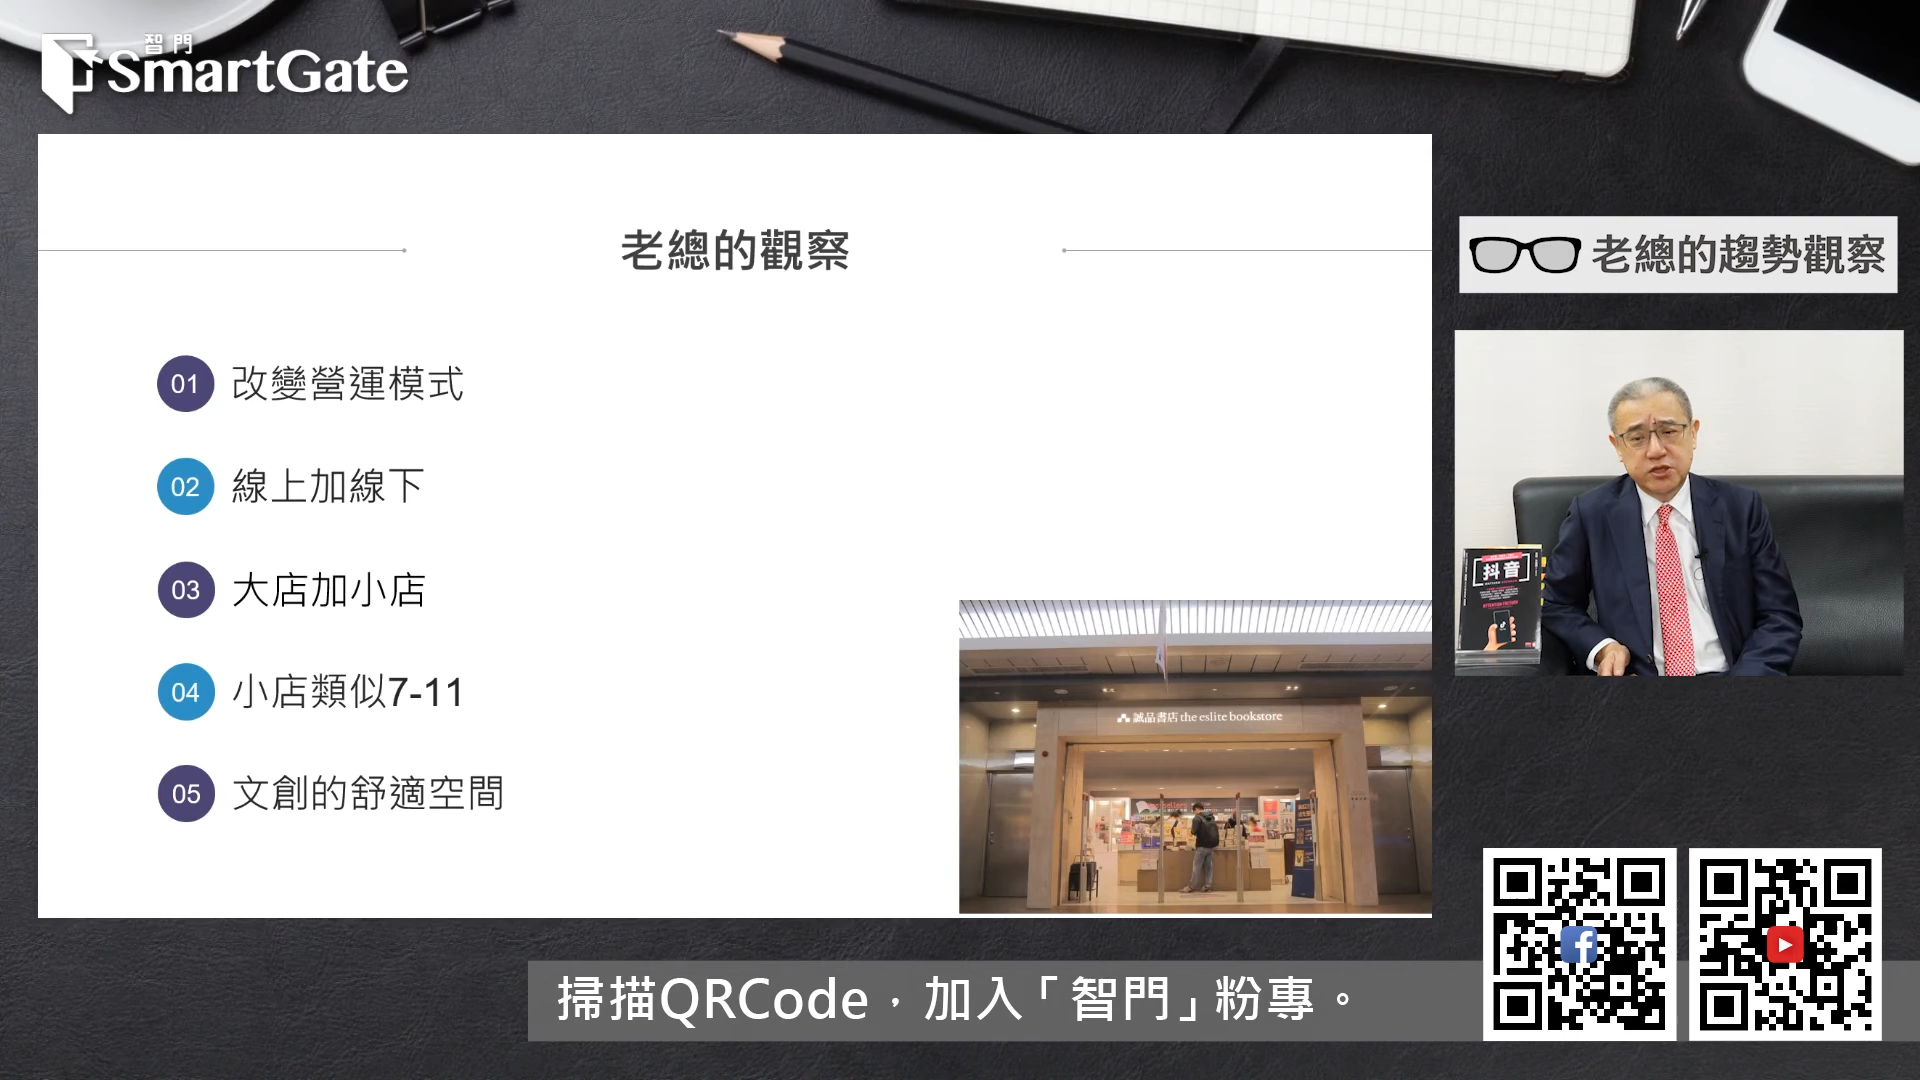 智門
SmartGate
老總的觀察
01 改變營運模式
02 線上加線下
03 大店加小店
04 小店類似7-11
05 文創的舒適空間
誠品書店 the eslite bookstore
老總的趨勢觀察
抖音
掃描QRCode，加入「智門」粉專。